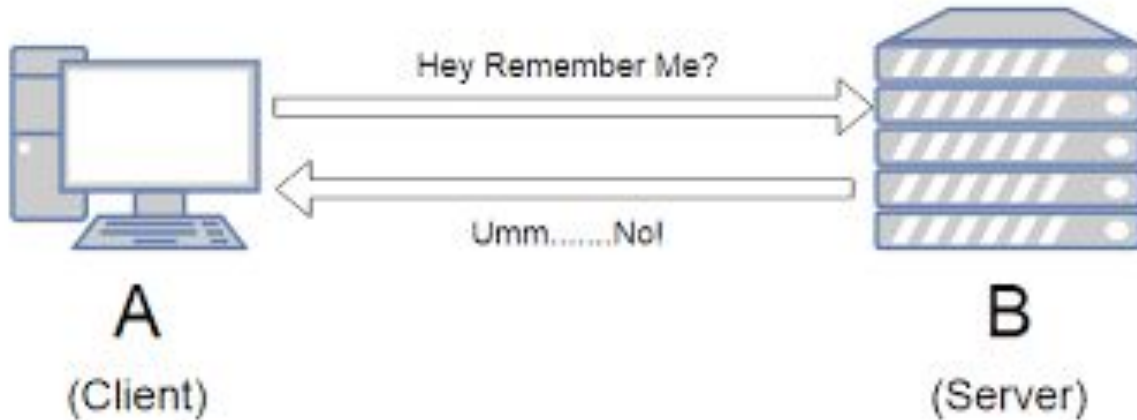 Hey Remember Me?
Umm.......No!
A
(Client)
B
(Server)